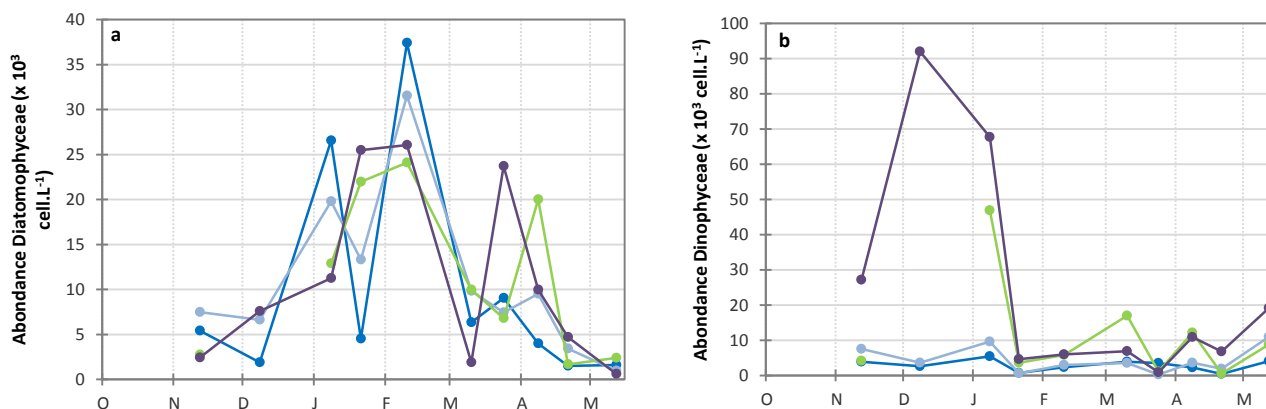 a
Abondance Diatomophyceae (x 10³
cell.L⁻¹)
40
35
30
25
20
15
10
5
0
O N D J F M A M
b
Abondance Dinophyceae (x 10³ cell.L⁻¹)
100
90
80
70
60
50
40
30
20
10
0
O N D J F M A M